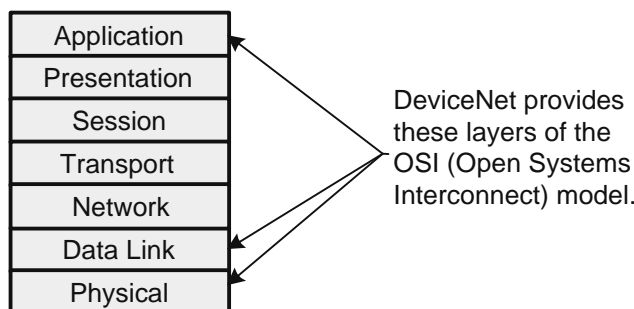 Application
Presentation
Session
Transport
Network
Data Link
Physical
DeviceNet provides
these layers of the
OSI (Open Systems
Interconnect) model.